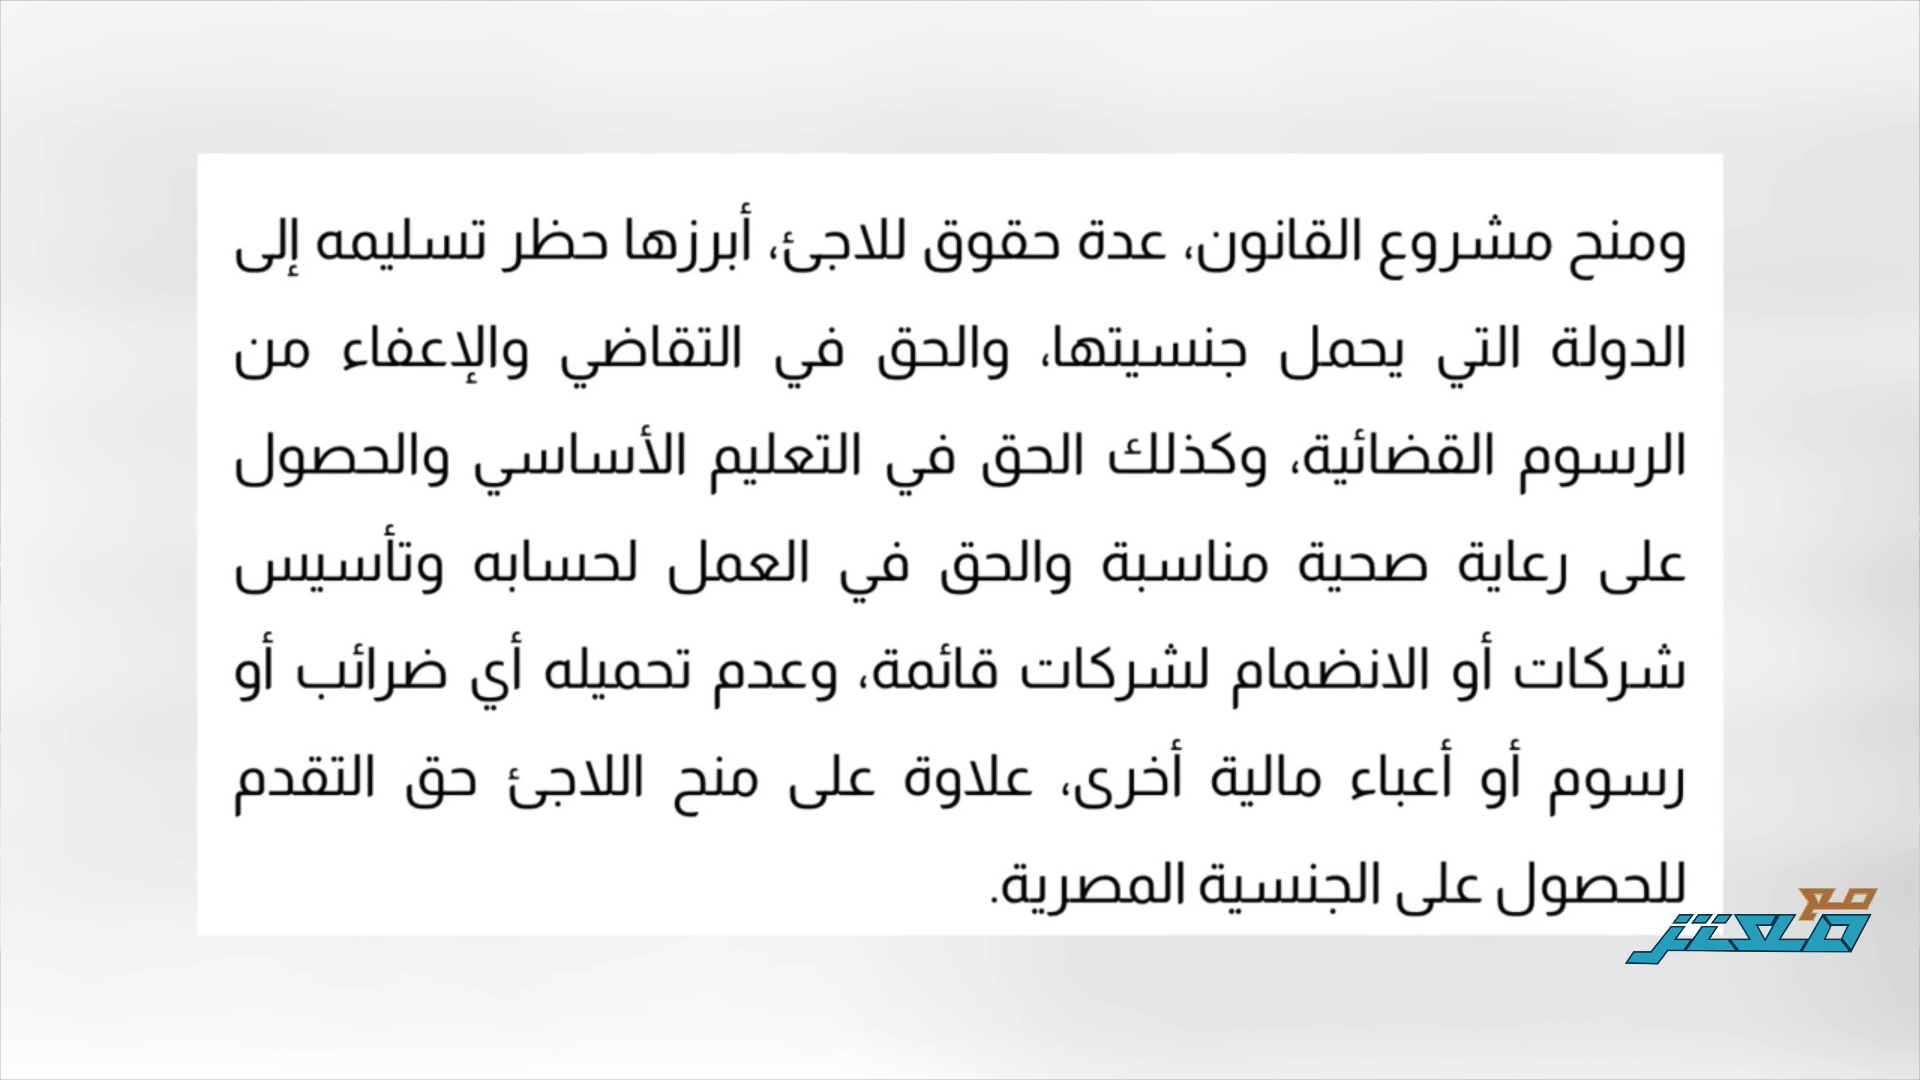 ومنح مشروع القانون، عدة حقوق للاجئ، أبرزها حظر تسليمه إلى
الدولة التي يحمل جنسيتها، والحق في التقاضي والإعفاء من
الرسوم القضائية، وكذلك الحق في التعليم الأساسي والحصول
على رعاية صحية مناسبة والحق في العمل لحسابه وتأسيس
شركات أو الانضمام لشركات قائمة، وعدم تحميله أي ضرائب أو
رسوم أو أعباء مالية أخرى، علاوة على منح اللاجئ حق التقدم
للحصول على الجنسية المصرية.
مع
معتز